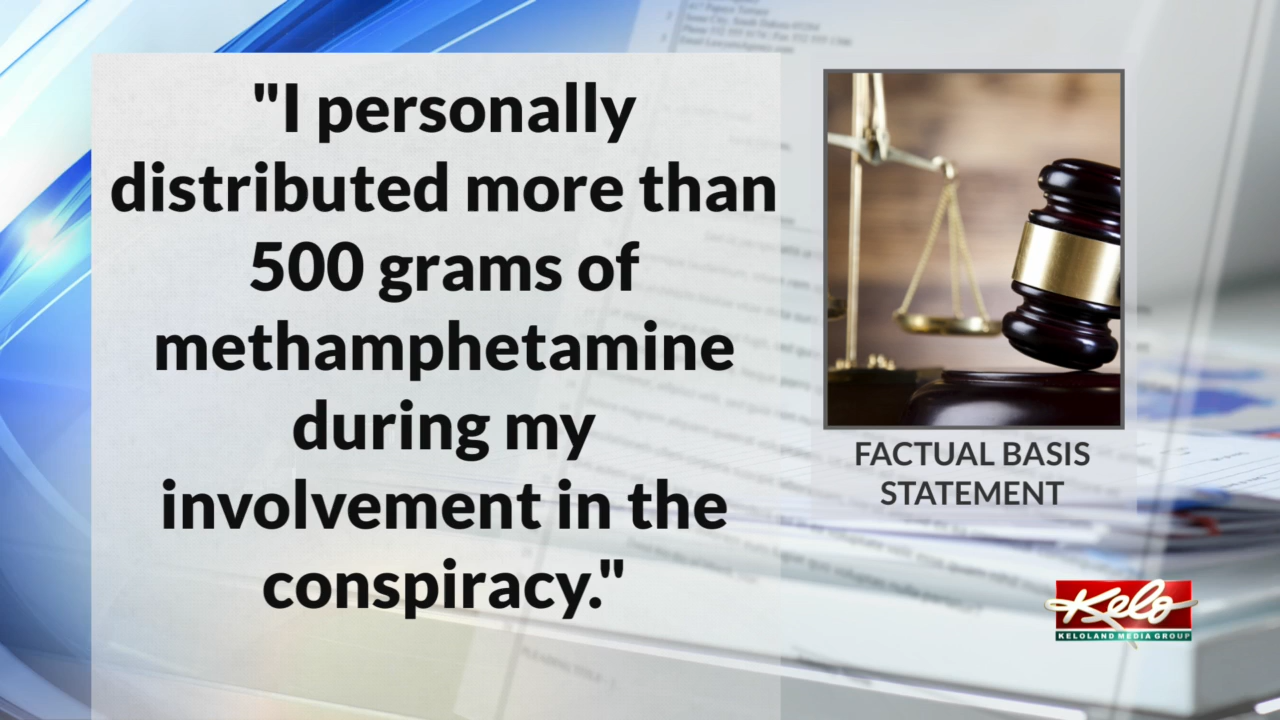 "I personally
distributed more than
500 grams of
methamphetamine
during my
involvement in the
conspiracy."
FACTUAL BASIS
STATEMENT
Kelo
KELOLAND MEDIA GROUP